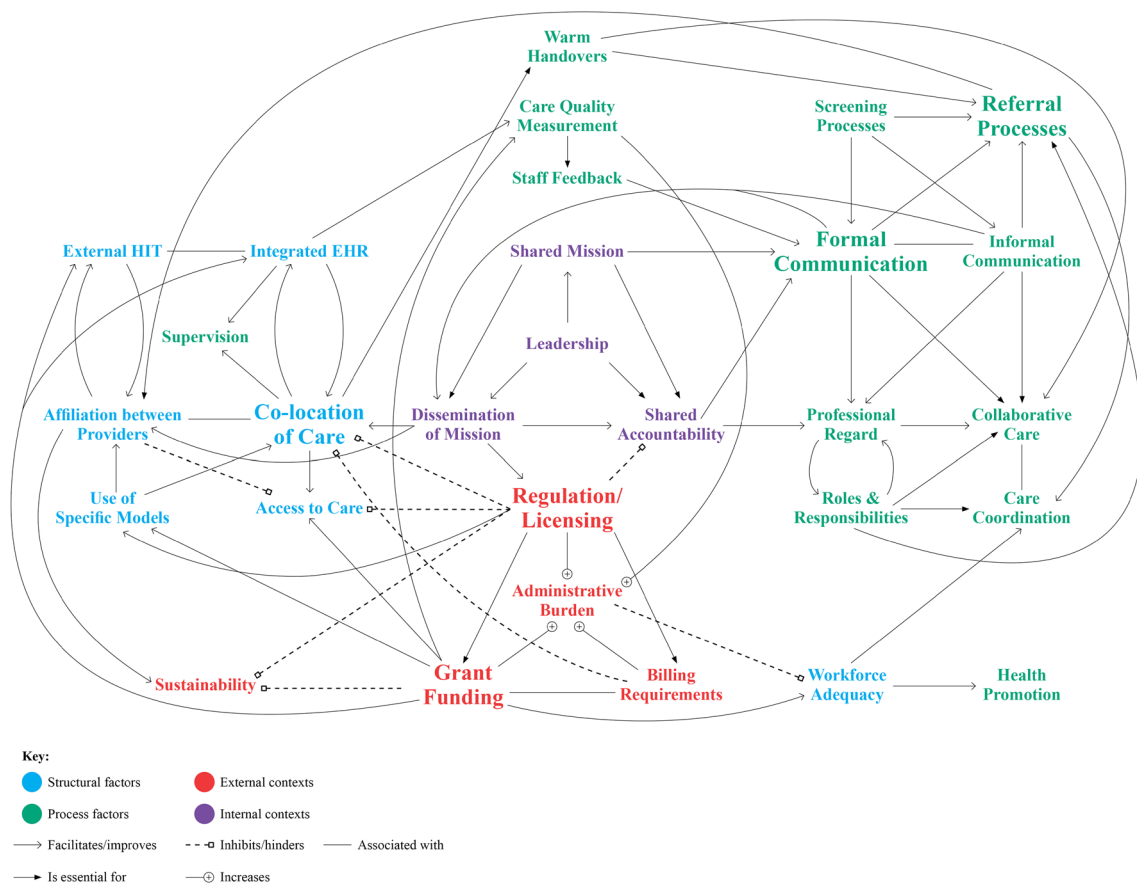 Warm
Handovers
Care Quality
Measurement
Screening
Processes
Referral
Processes
Staff Feedback
External HIT
Integrated EHR
Shared Mission
Formal
Communication
Informal
Communication
Supervision
Leadership
Affiliation between
Providers
Co-location
of Care
Dissemination
of Mission
Shared
Accountability
Professional
Regard
Collaborative
Care
Use of
Specific Models
Access to Care
Regulation/
Licensing
Roles &
Responsibilities
Care
Coordination
Administrative
Burden
Sustainability
Grant
Funding
Billing
Requirements
Workforce
Adequacy
Health
Promotion
Key:
Structural factors
External contexts
Process factors
Internal contexts
Facilitates/improves
Inhibits/hinders
Associated with
Is essential for
Increases